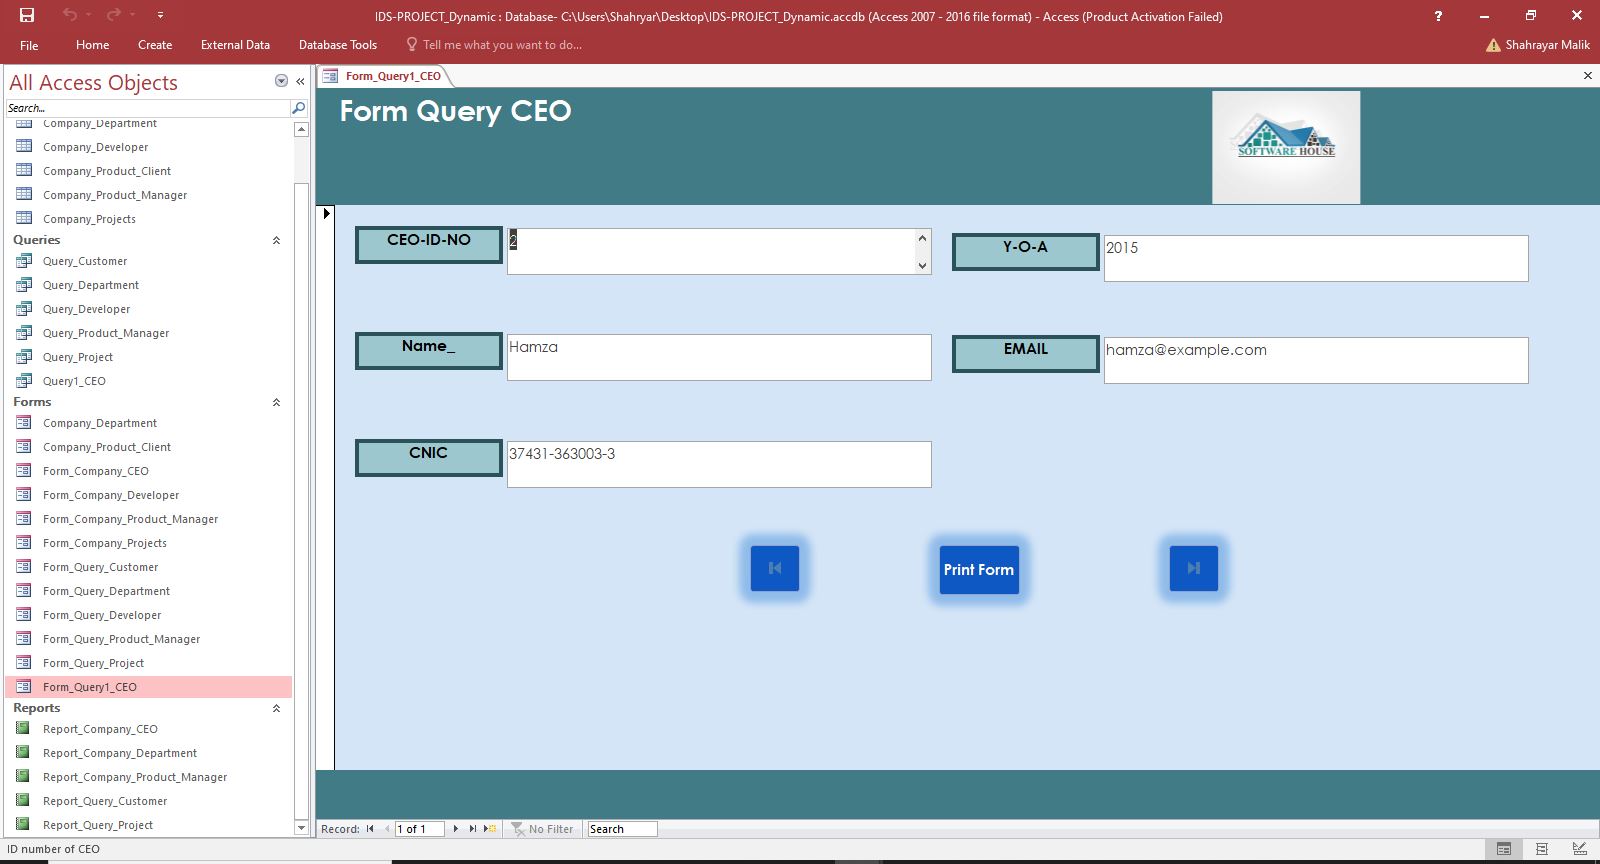 IDS-PROJECT_Dynamic : Database- C:\Users\Shahryar\Desktop\IDS-PROJECT_Dynamic.accdb (Access 2007 - 2016 file format) - Access (Product Activation Failed)
?
File Home Create External Data Database Tools Tell me what you want to do... Shahrayar Malik
All Access Objects
Search...
Company_Department
Company_Developer
Company_Product_Client
Company_Product_Manager
Company_Projects
Queries
Query_Customer
Query_Department
Query_Developer
Query_Product_Manager
Query_Project
Query1_CEO
Forms
Company_Department
Company_Product_Client
Form_Company_CEO
Form_Company_Developer
Form_Company_Product_Manager
Form_Company_Projects
Form_Query_Customer
Form_Query_Department
Form_Query_Developer
Form_Query_Product_Manager
Form_Query_Project
Form_Query1_CEO
Reports
Report_Company_CEO
Report_Company_Department
Report_Company_Product_Manager
Report_Query_Customer
Report_Query_Project
Form_Query1_CEO
Form Query CEO
SOFTWARE HOUSE
CEO-ID-NO 2
Y-O-A 2015
Name_ Hamza
EMAIL hamza@example.com
CNIC 37431-363003-3
Print Form
Record: 1 of 1 No Filter Search
ID number of CEO